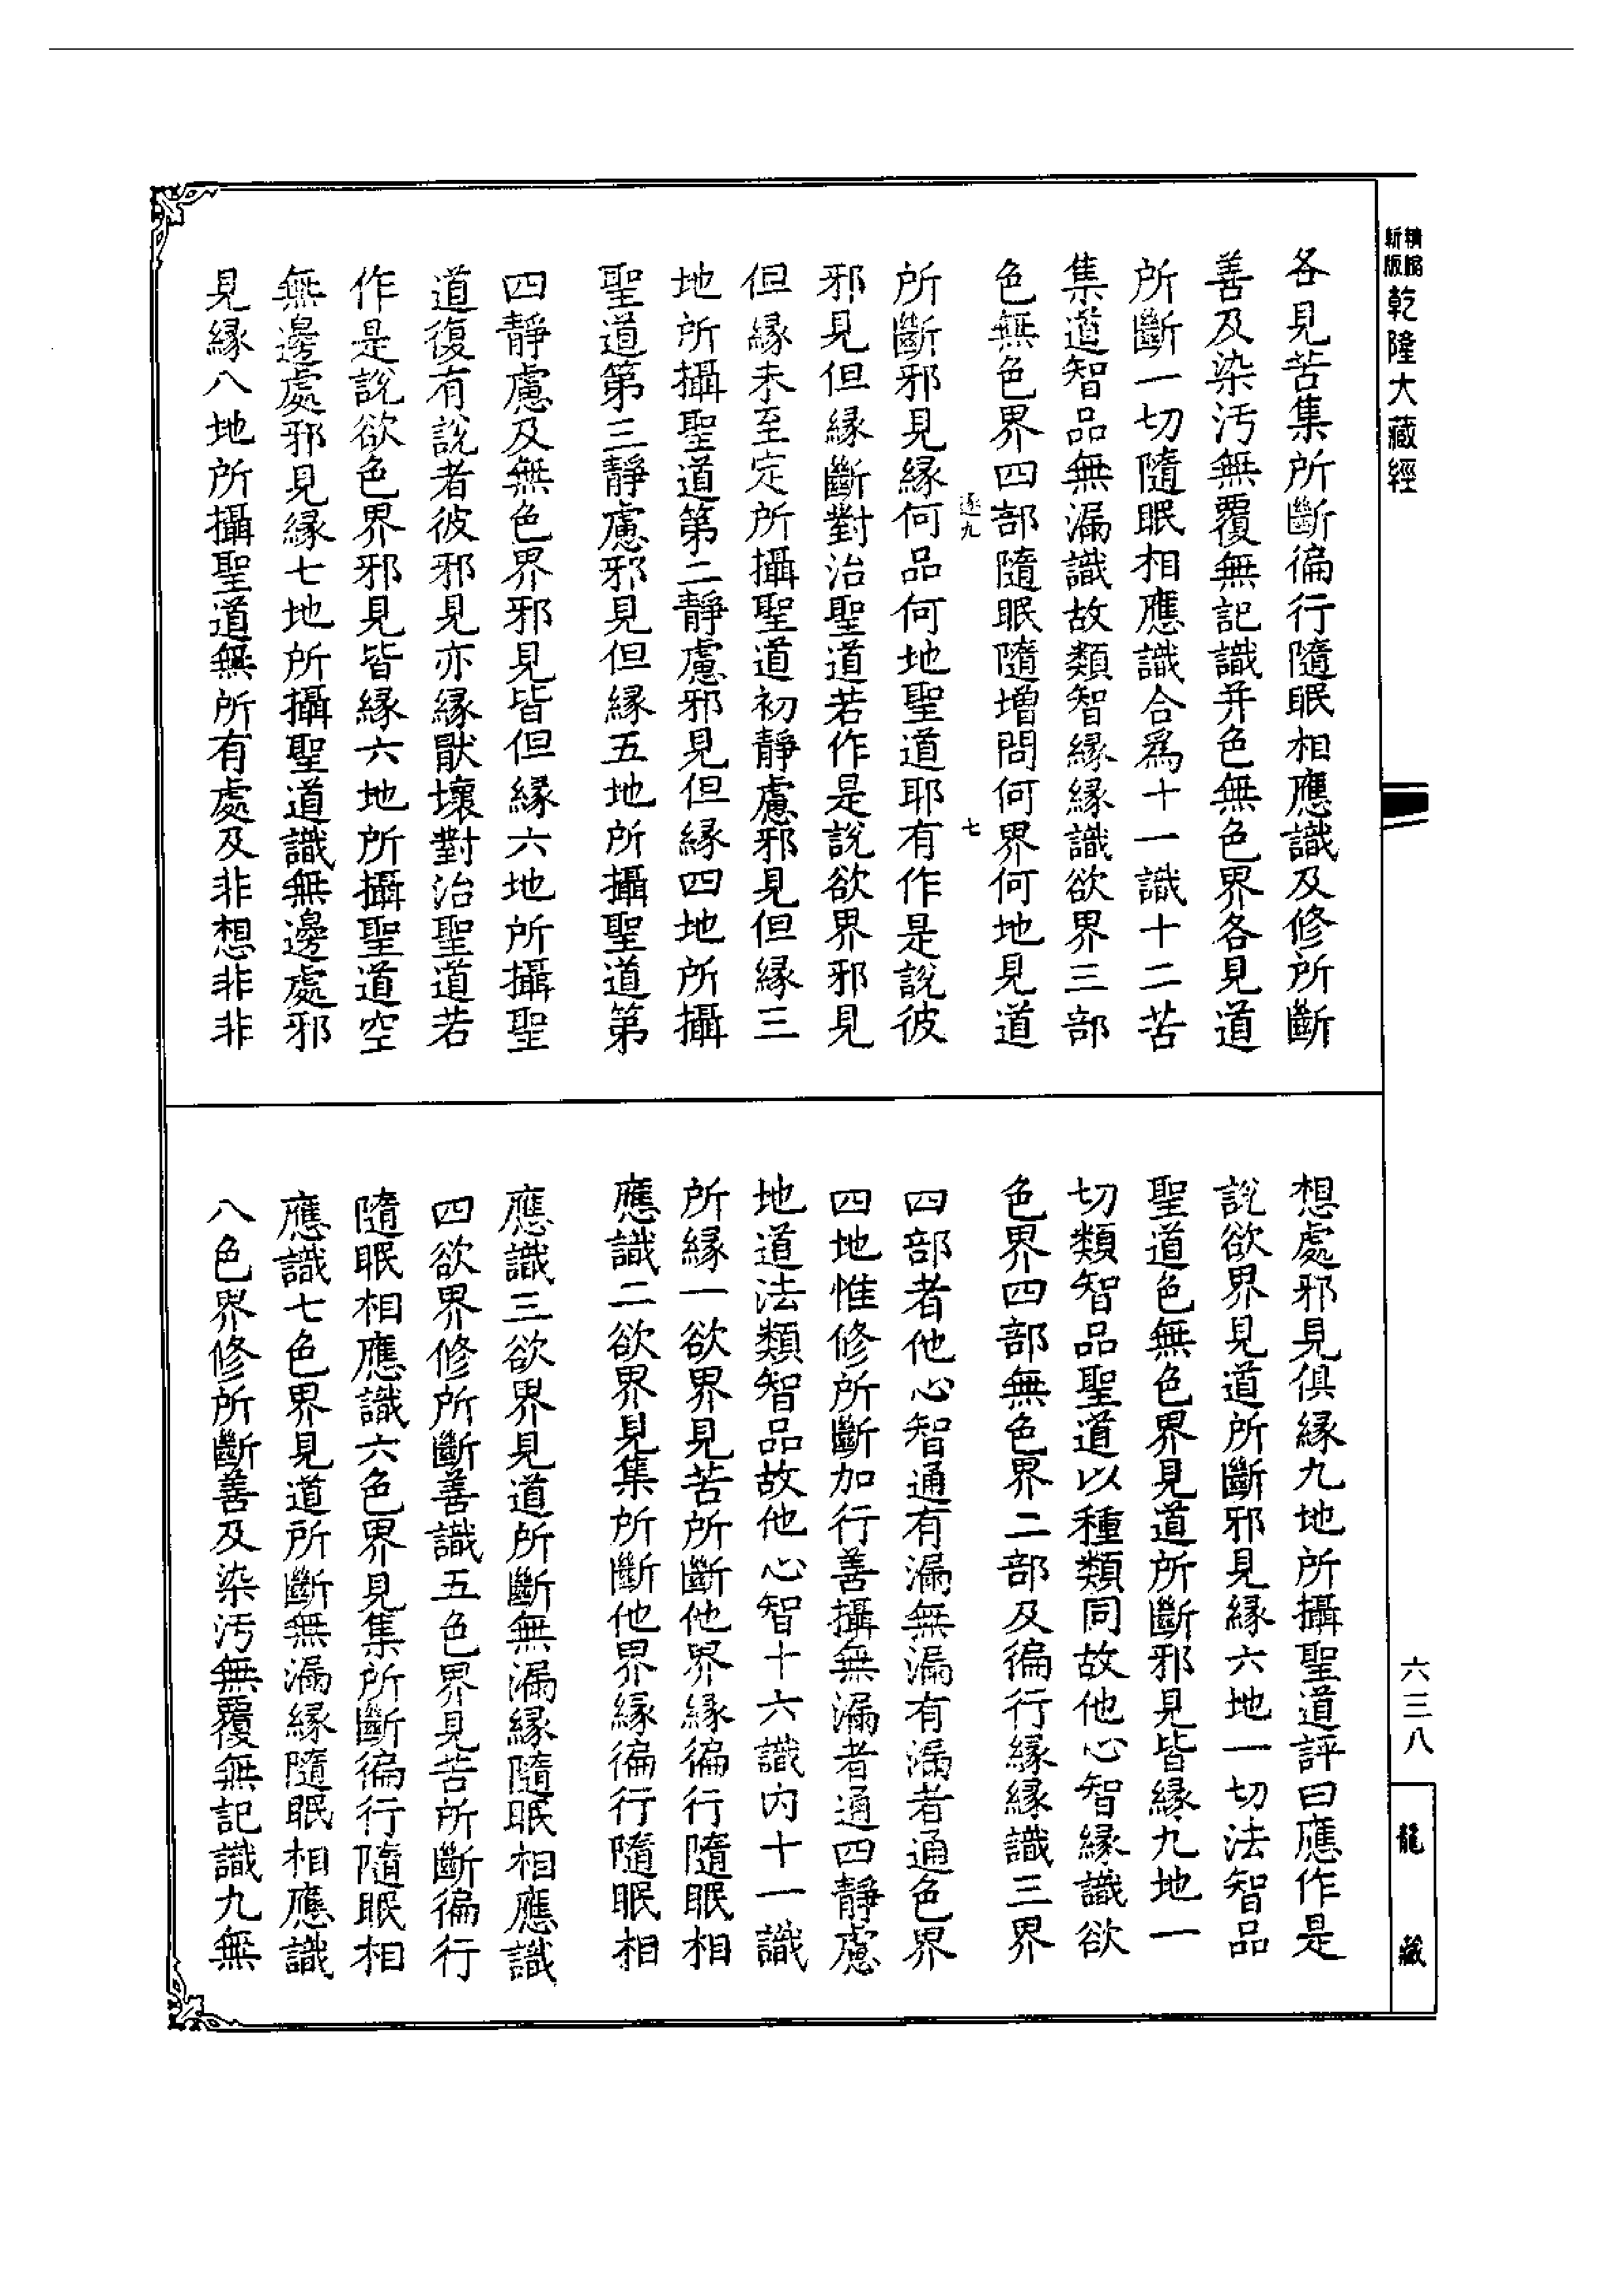 精縮
新版
乾隆大藏經
各見苦集所斷徧行隨眠相應識及修所斷
善及染汚無覆無記識并色無色界各見道
所斷一切隨眠相應識合爲十一識十二苦
集道智品無漏識故類智緣緣識欲界三部
色無色界四部隨眠隨增問何界何地見道
逐九
七
所斷邪見緣何品何地聖道耶有作是說彼
邪見但緣斷對治聖道若作是說欲界邪見
但緣未至定所攝聖道初靜慮邪見但緣三
地所攝聖道第二靜慮邪見但緣四地所攝
聖道第三靜慮邪見但緣五地所攝聖道第
四靜慮及無色界邪見皆但緣六地所攝聖
道復有說者彼邪見亦緣猒壞對治聖道若
作是說欲色界邪見皆緣六地所攝聖道空
無邊處邪見緣七地所攝聖道識無邊處邪
見緣八地所攝聖道無所有處及非想非非
想處邪見俱緣九地所攝聖道評曰應作是
說欲界見道所斷邪見緣六地一切法智品
聖道色無色界見道所斷邪見皆緣九地一
切類智品聖道以種類同故他心智緣識欲
色界四部無色界二部及徧行緣緣識三界
四部者他心智通有漏無漏有漏者通色界
四地惟修所斷加行善攝無漏者通四靜慮
地道法類智品故他心智十六識內十一識
所緣一欲界見苦所斷他界緣徧行隨眠相
應識二欲界見集所斷他界緣徧行隨眠相
應識三欲界見道所斷無漏緣隨眠相應識
四欲界修所斷善識五色界見苦所斷徧行
隨眠相應識六色界見集所斷徧行隨眠相
應識七色界見道所斷無漏緣隨眠相應識
八色界修所斷善及染汚無覆無記識九無
六三八
龍藏